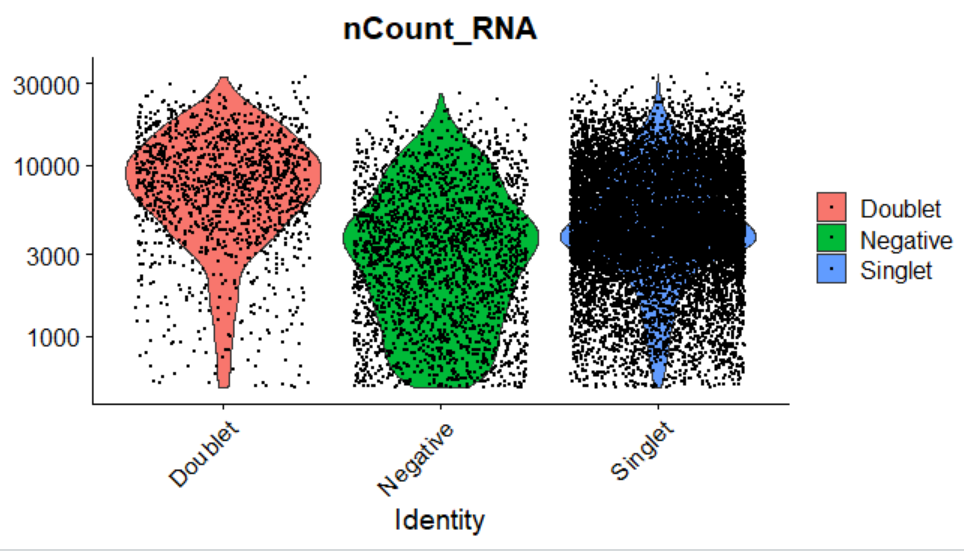 nCount_RNA
30000
10000
3000
1000
Doublet
Negative
Singlet
Identity
Doublet
Negative
Singlet